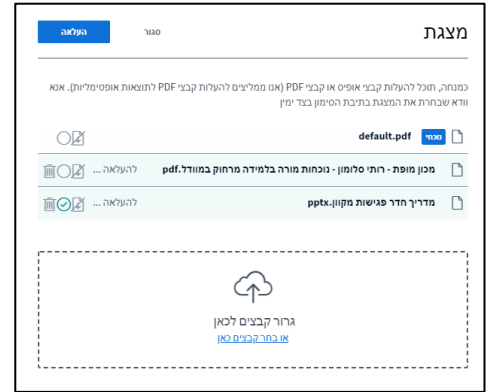 מצגת
סגור
העלאה
כמנחה, תוכל להעלות קבצי אופיס או קבצי PDF (אנו ממליצים להעלות קבצי PDF לתוצאות אופטימליות). אנא
וודא שבחרת את המצגת בתיבת הסימון בצד ימין
נוכחי default.pdf
מכון מופת - רותי סלומון - נוכחות מורה בלמידה מרחוק במוודל.pdf להעלאה ...
מדריך חדר פגישות מקוון.pptx להעלאה ...
גרור קבצים לכאן
או בחר קבצים כאן